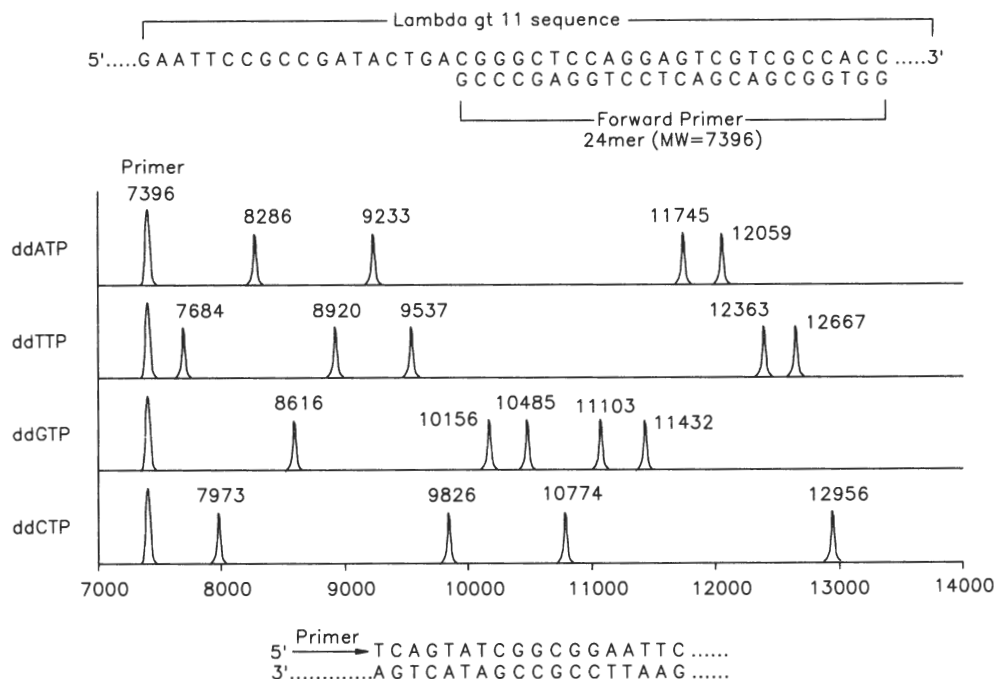 Lambda gt 11 sequence
5'.....GAATTCCGCCGATACTGACGGGCTCCAGGAGTCGTCGCCACC.....3'
GCCCGAGGTCCTCAGCAGCGGTGG
Forward Primer
24mer (MW=7396)
Primer
7396
ddATP
8286
9233
11745
12059
ddTTP
7684
8920
9537
12363
12667
ddGTP
8616
10156
10485
11103
11432
ddCTP
7973
9826
10774
12956
7000 8000 9000 10000 11000 12000 13000 14000
5' Primer TCAGTATCGGCGGAATTC......
3'.............AGTCATAGCCGCCTTAAG......